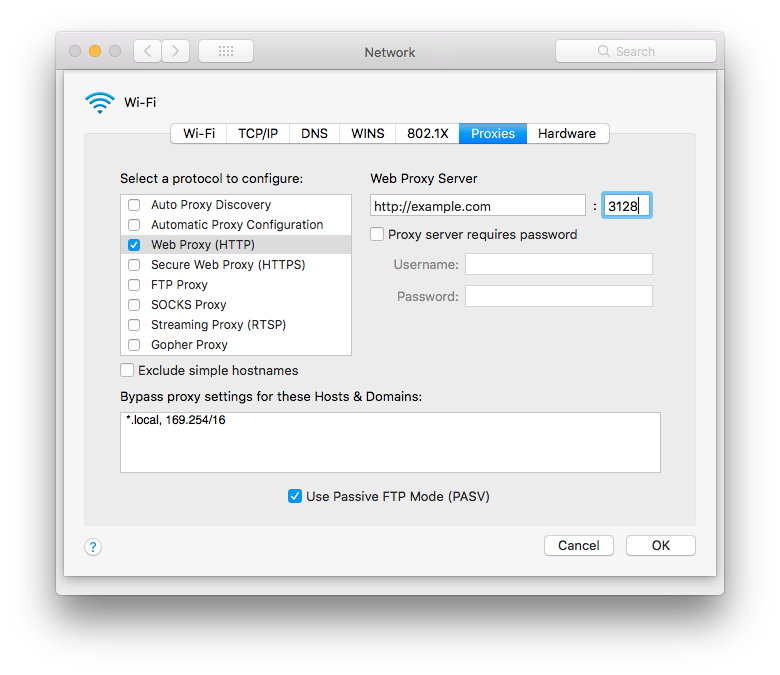 Network
Search
Wi-Fi
Wi-Fi TCP/IP DNS WINS 802.1X Proxies Hardware
Select a protocol to configure:
Auto Proxy Discovery
Automatic Proxy Configuration
Web Proxy (HTTP)
Secure Web Proxy (HTTPS)
FTP Proxy
SOCKS Proxy
Streaming Proxy (RTSP)
Gopher Proxy
Exclude simple hostnames
Web Proxy Server
http://example.com : 3128
Proxy server requires password
Username:
Password:
Bypass proxy settings for these Hosts & Domains:
*.local, 169.254/16
Use Passive FTP Mode (PASV)
? Cancel OK